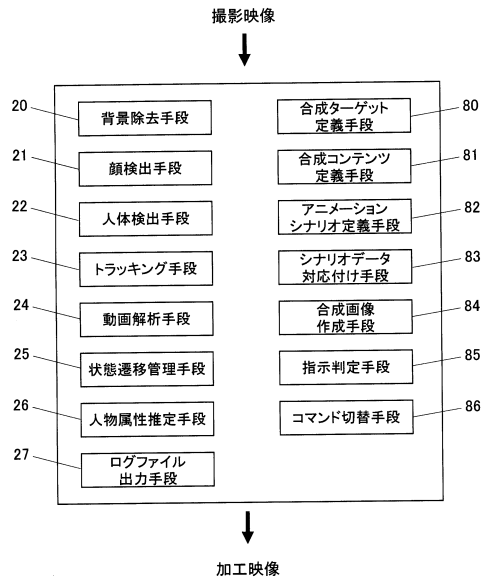 撮影映像
20
背景除去手段
21
顔検出手段
22
人体検出手段
23
トラッキング手段
24
動画解析手段
25
状態遷移管理手段
26
人物属性推定手段
27
ログファイル
出力手段
合成ターゲット
定義手段
80
合成コンテンツ
定義手段
81
アニメーション
シナリオ定義手段
82
シナリオデータ
対応付け手段
83
合成画像
作成手段
84
指示判定手段
85
コマンド切替手段
86
加工映像